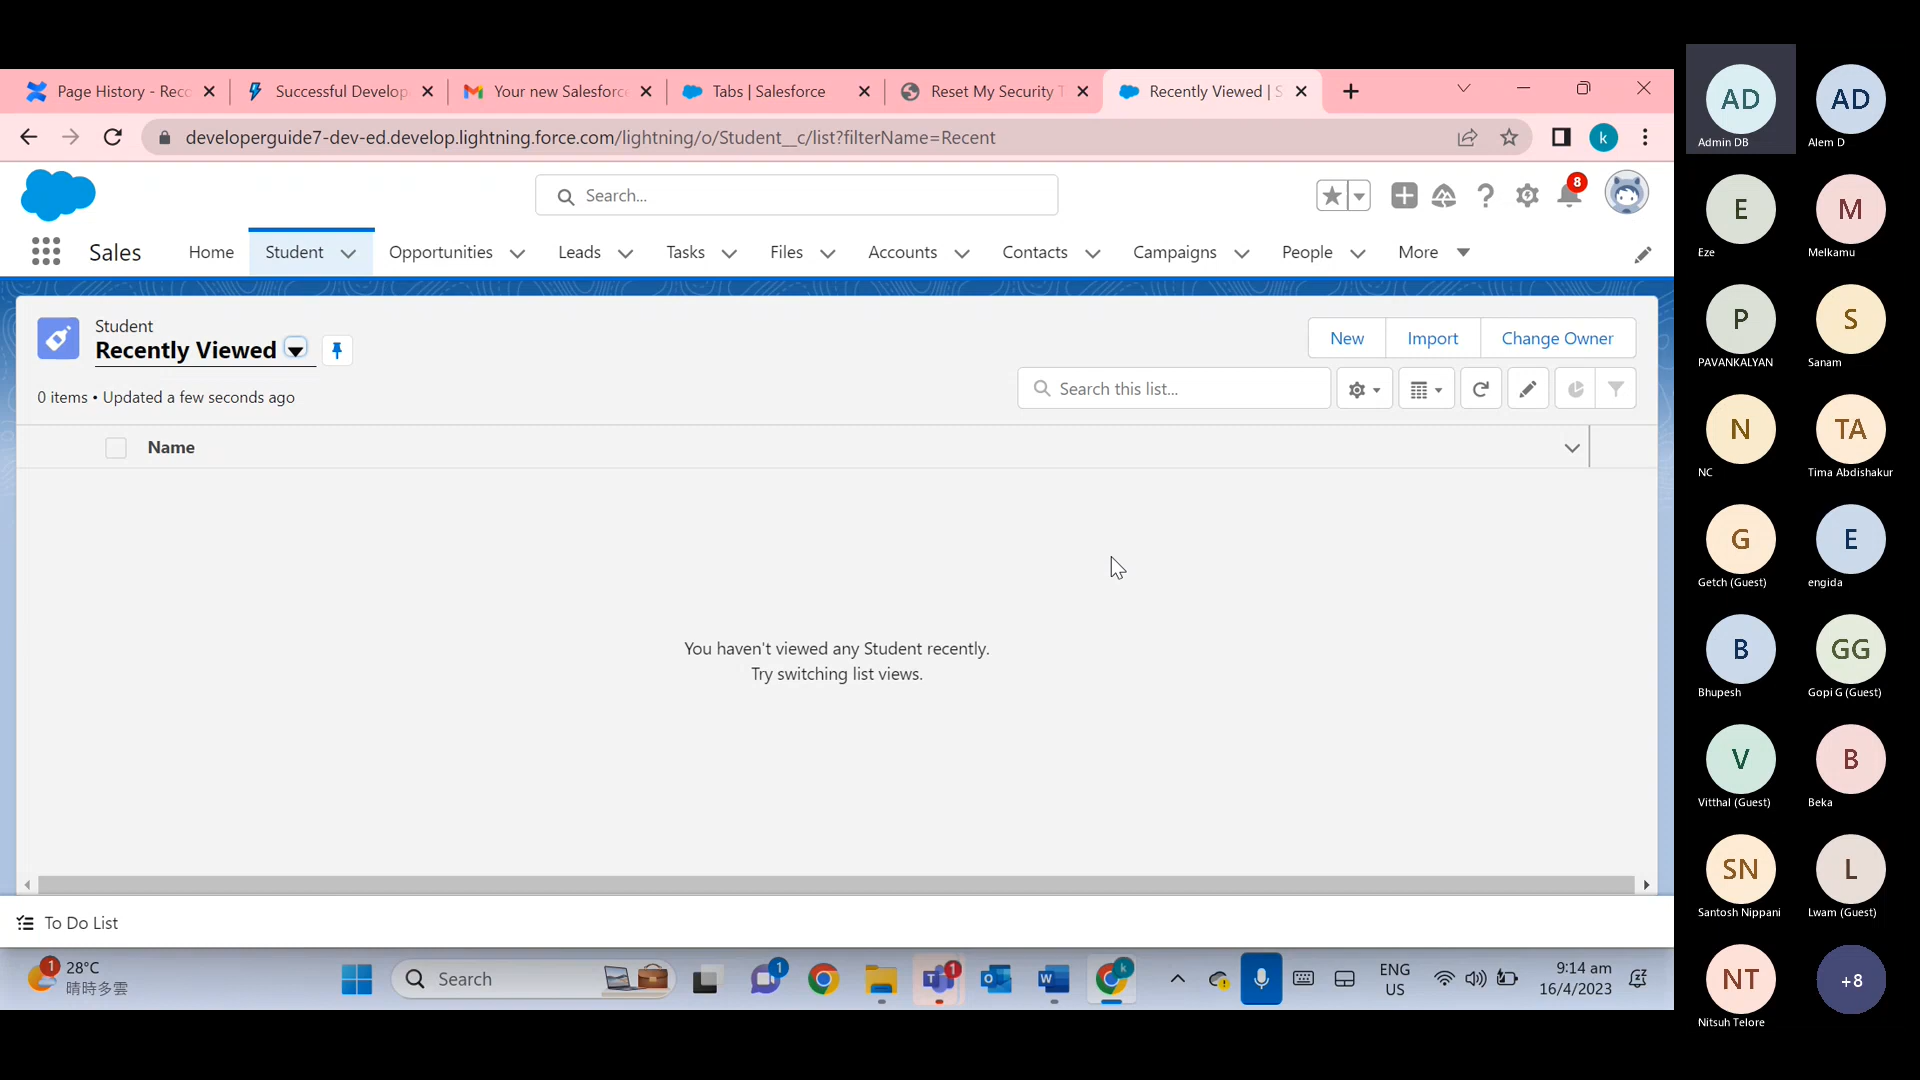 Page History - Reco
Successful Develop
Your new Salesforce
Tabs | Salesforce
Reset My Security T
Recently Viewed | S
developerguide7-dev-ed.develop.lightning.force.com/lightning/o/Student__c/list?filterName=Recent
k
Search...
8
Sales
Home
Student
Opportunities
Leads
Tasks
Files
Accounts
Contacts
Campaigns
People
More
Student
Recently Viewed
New
Import
Change Owner
0 items • Updated a few seconds ago
Search this list...
Name
You haven't viewed any Student recently.
Try switching list views.
To Do List
1
28°C
晴時多雲
Search
1
1
k
ENG
US
9:14 am
16/4/2023
AD
Admin DB
AD
Alem D
E
Eze
M
Melkamu
P
PAVANKALYAN
S
Sanam
N
NC
TA
Tima Abdishakur
G
Getch (Guest)
E
engida
B
Bhupesh
GG
Gopi G (Guest)
V
Vitthal (Guest)
B
Beka
SN
Santosh Nippani
L
Lwam (Guest)
NT
Nitsuh Telore
+8